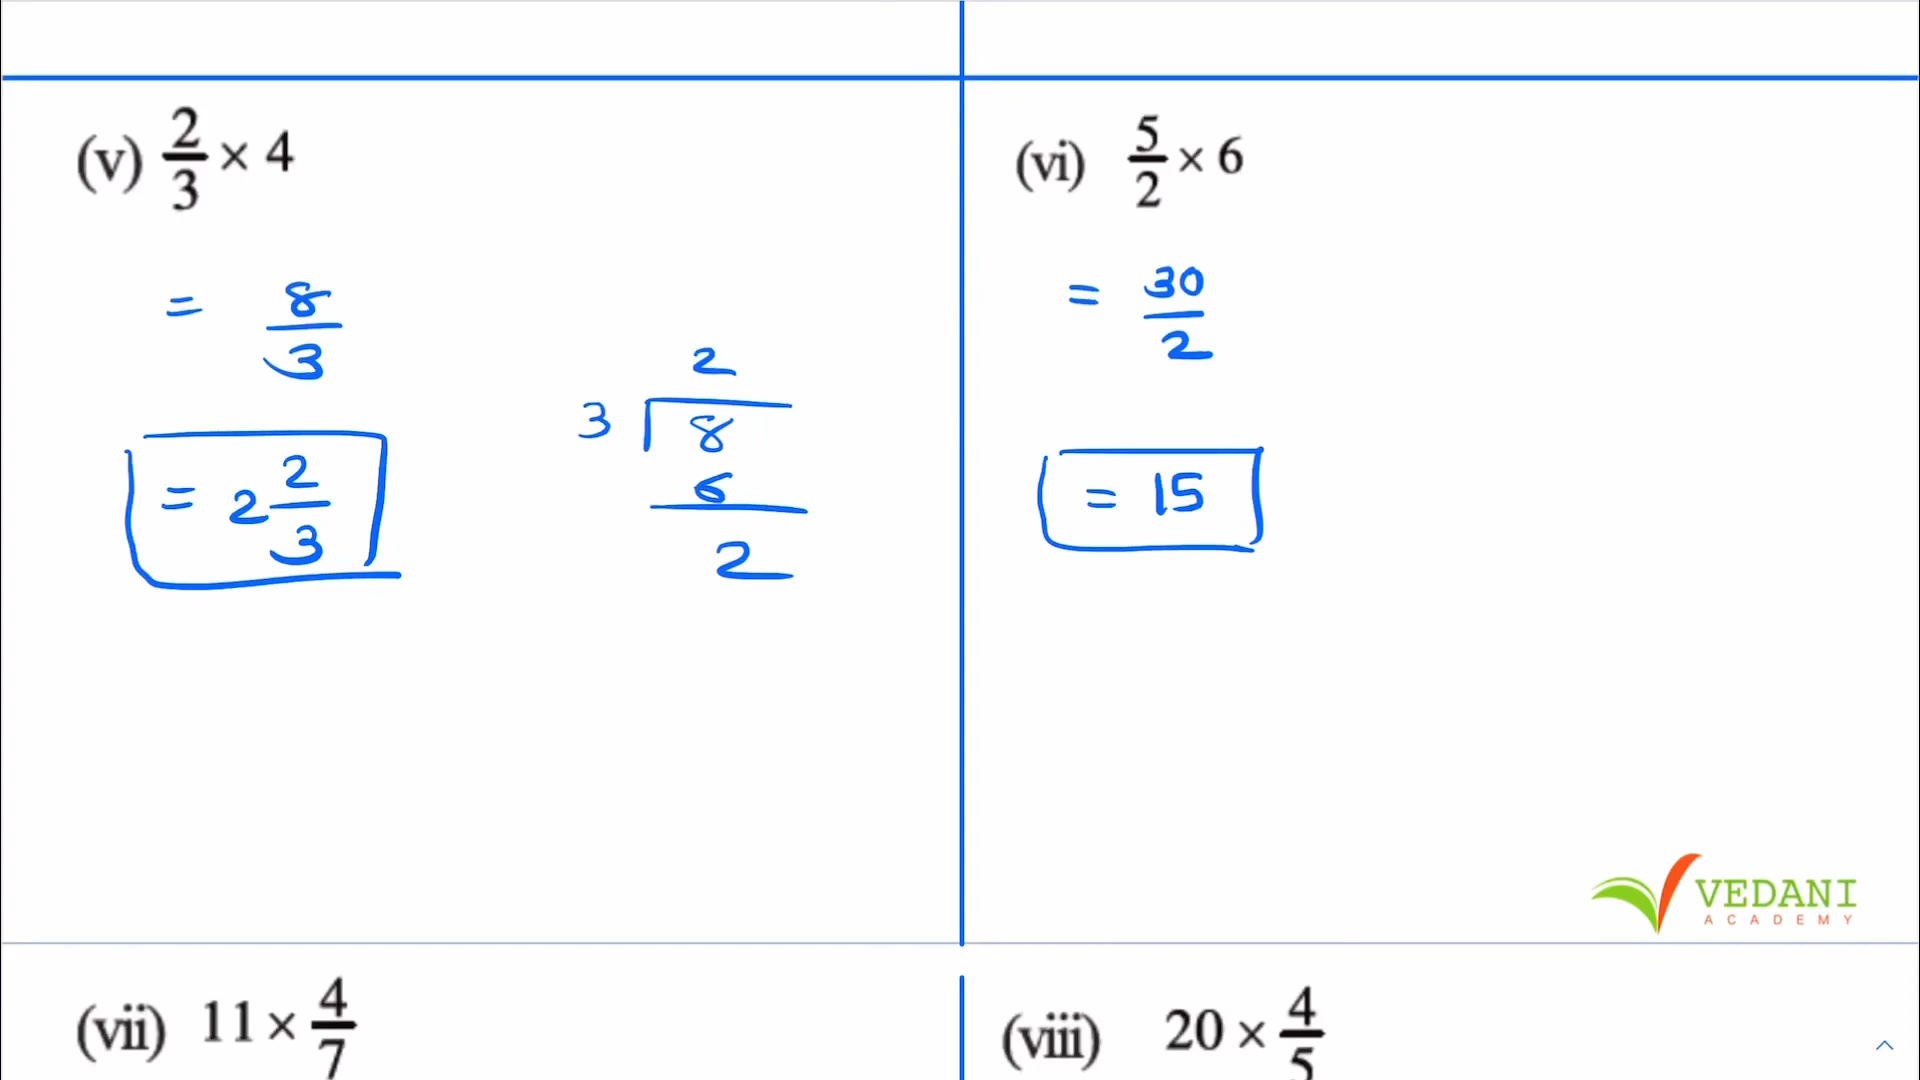 (v) 2/3 × 4
= 8/3
= 2 2/3
2
3 8
6
2
(vi) 5/2 × 6
= 30/2
= 15
VEDANI
ACADEMY
(vii) 11 × 4/7
(viii) 20 × 4/5